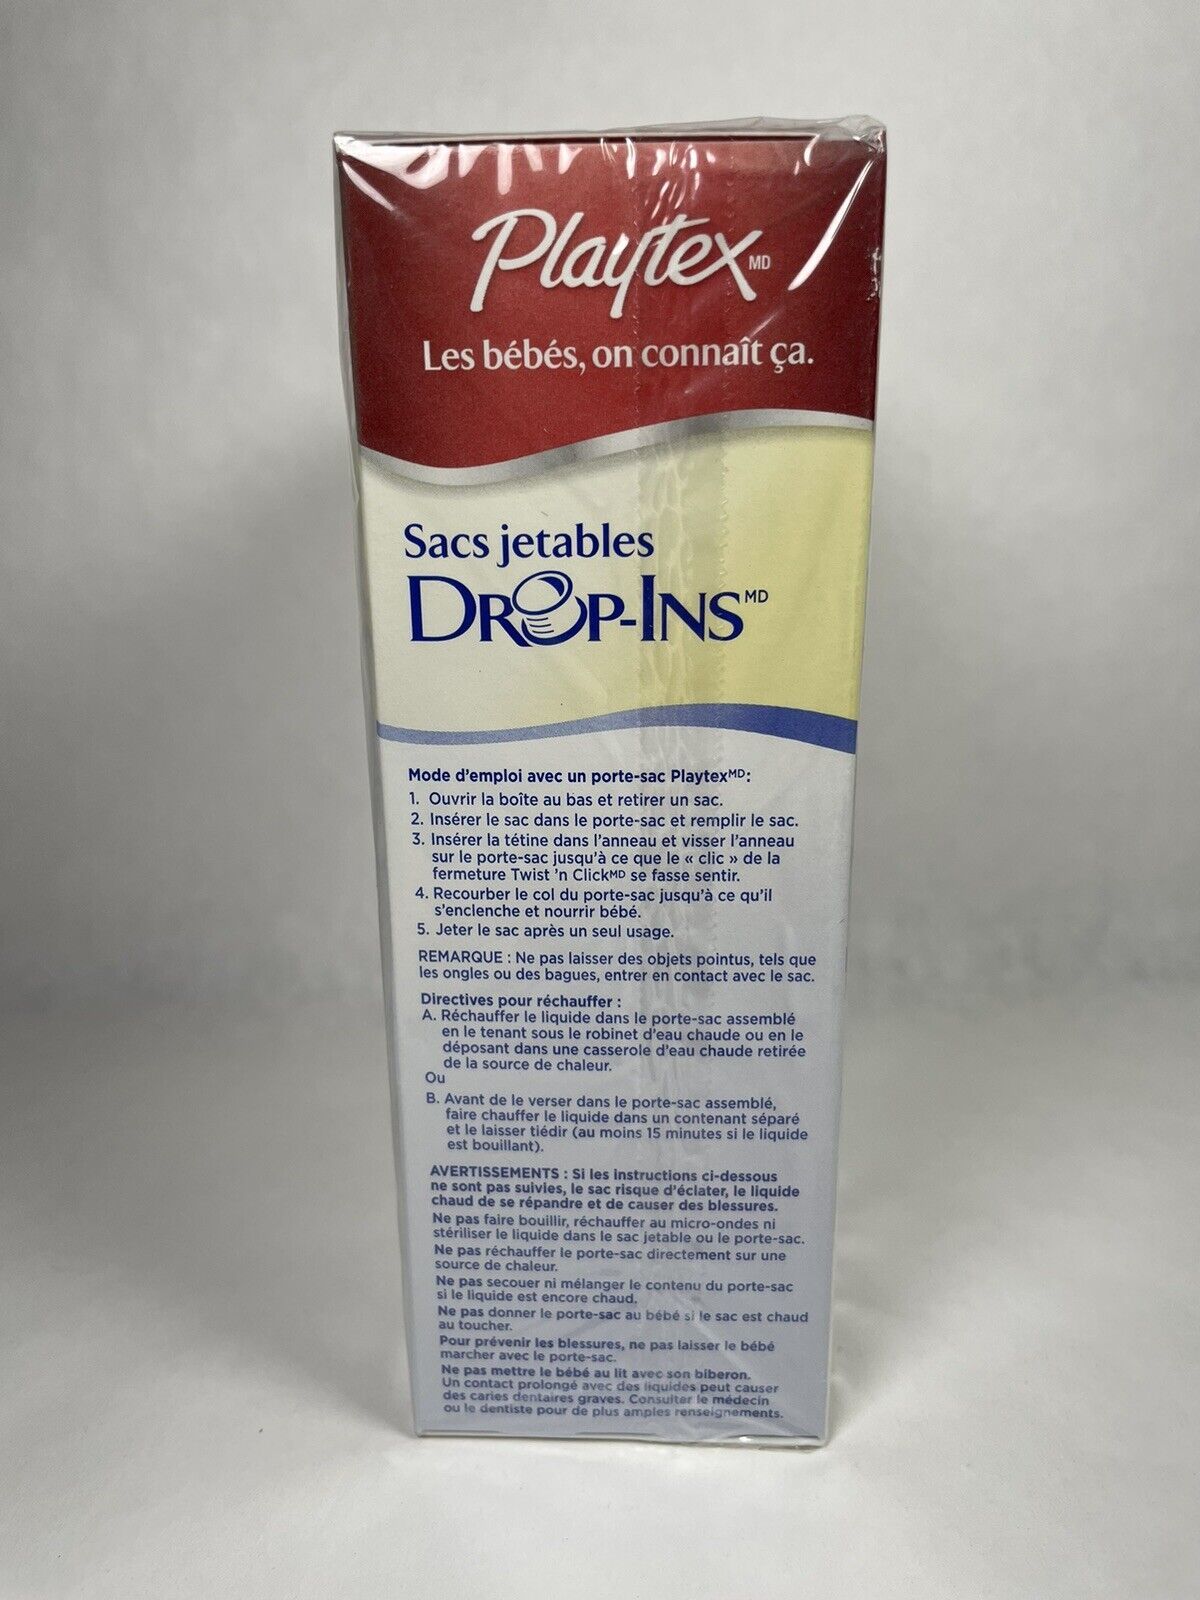 Playtex MD
Les bébés, on connaît ça.
Sacs jetables
DROP-INS MD
Mode d'emploi avec un porte-sac PlaytexMD:
1. Ouvrir la boîte au bas et retirer un sac.
2. Insérer le sac dans le porte-sac et remplir le sac.
3. Insérer la tétine dans l'anneau et visser l'anneau
sur le porte-sac jusqu'à ce que le « clic » de la
fermeture Twist 'n ClickMD se fasse sentir.
4. Recourber le col du porte-sac jusqu'à ce qu'il
s'enclenche et nourrir bébé.
5. Jeter le sac après un seul usage.
REMARQUE : Ne pas laisser des objets pointus, tels que
les ongles ou des bagues, entrer en contact avec le sac.
Directives pour réchauffer :
A. Réchauffer le liquide dans le porte-sac assemblé
en le tenant sous le robinet d'eau chaude ou en le
déposant dans une casserole d'eau chaude retirée
de la source de chaleur.
Ou
B. Avant de le verser dans le porte-sac assemblé,
faire chauffer le liquide dans un contenant séparé
et le laisser tiédir (au moins 15 minutes si le liquide
est bouillant).
AVERTISSEMENTS : Si les instructions ci-dessous
ne sont pas suivies, le sac risque d'éclater, le liquide
chaud de se répandre et de causer des blessures.
Ne pas faire bouillir, réchauffer au micro-ondes ni
stériliser le liquide dans le sac jetable ou le porte-sac.
Ne pas réchauffer le porte-sac directement sur une
source de chaleur.
Ne pas secouer ni mélanger le contenu du porte-sac
si le liquide est encore chaud.
Ne pas donner le porte-sac au bébé si le sac est chaud
au toucher.
Pour prévenir les blessures, ne pas laisser le bébé
marcher avec le porte-sac.
Ne pas mettre le bébé au lit avec son biberon.
Un contact prolongé avec des liquides peut causer
des caries dentaires graves. Consulter le médecin
ou le dentiste pour de plus amples renseignements.